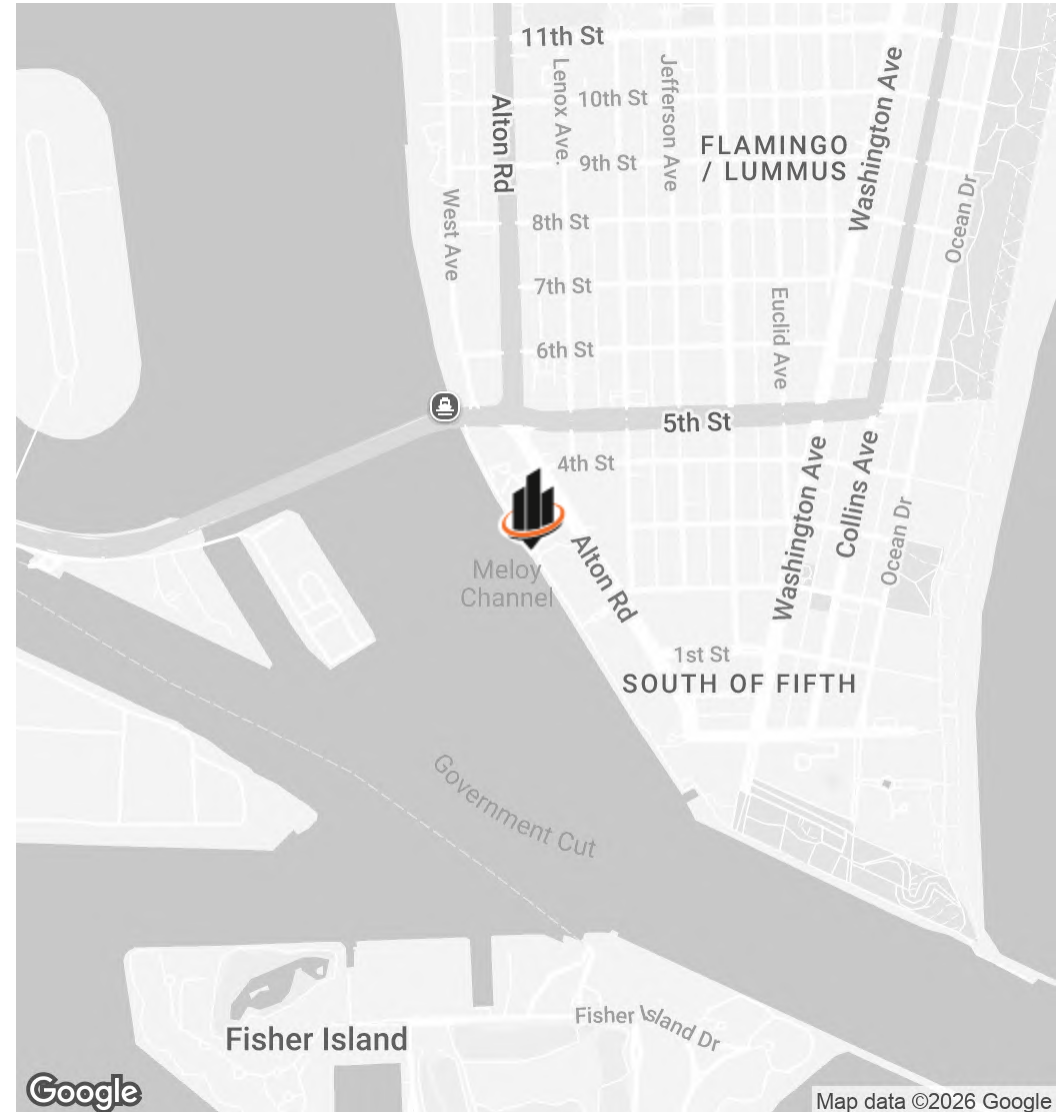 11th St
Lenox Ave.
10th St
Jefferson Ave
Alton Rd
FLAMINGO
/ LUMMUS
Washington Ave
9th St
West Ave
8th St
Ocean Dr
7th St
Euclid Ave
6th St
5th St
4th St
Washington Ave
Collins Ave
Ocean Dr
Meloy
Channel
Alton Rd
1st St
SOUTH OF FIFTH
Government Cut
Fisher Island Dr
Fisher Island
Google
Map data ©2026 Google